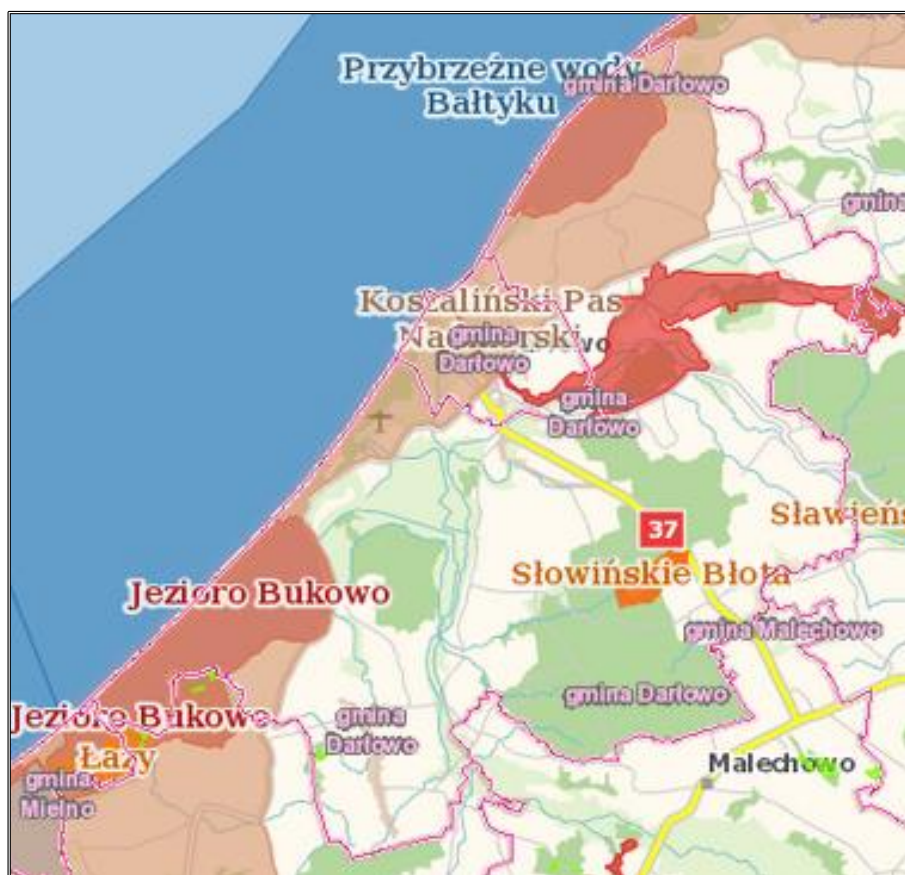 Przybrzeżne wody
Bałtyku
gmina Darłowo
gmina
Koszaliński Pas
Nadmorski
gmina
Darłowo
gmina
Darłowo
37
Sławieńs
Słowińskie Błota
Jezioro Bukowo
gmina Malechowo
gmina Darłowo
Jezioro Bukowo
gmina
Darłowo
Łazy
Malechowo
gmina
Mielno